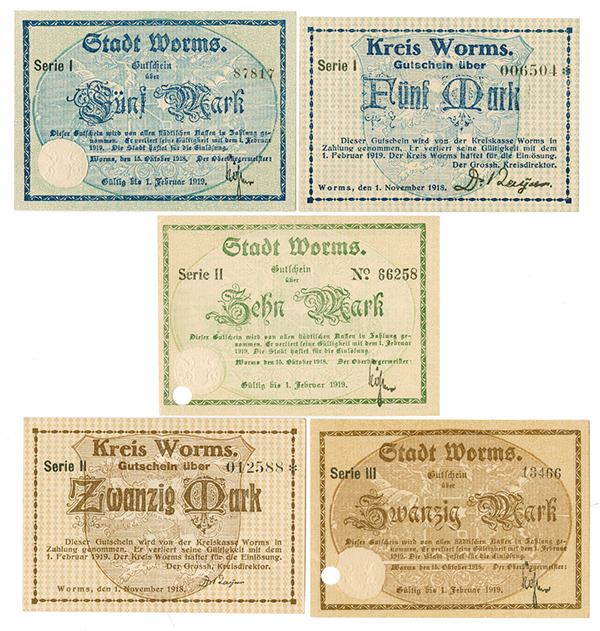 Stadt Worms.
Serie I
Gutschein
über
87817
Fünf Mark
Dieser Gutschein wird von allen städtischen Kassen in Zahlung ge-
nommen. Er verliert seine Gültigkeit mit dem 1. Februar
1919. Die Stadt haftet für die Einlösung.
Worms, den 15. Oktober 1918. Der Oberbürgermeister:
Gültig bis 1. Februar 1919.
Kreis Worms.
Serie I
Gutschein über
006504 *
Fünf Mark
Dieser Gutschein wird von der Kreiskasse Worms in
Zahlung genommen. Er verliert seine Gültigkeit mit dem
1. Februar 1919. Der Kreis Worms haftet für die Einlösung.
Der Grossh. Kreisdirektor.
Worms, den 1. November 1918.
Stadt Worms.
Serie II
Gutschein
über
No 66258
Zehn Mark
Dieser Gutschein wird von allen städtischen Kassen in Zahlung ge-
nommen. Er verliert seine Gültigkeit mit dem 1. Februar
1919. Die Stadt haftet für die Einlösung.
Worms den 15. Oktober 1918. Der Oberbürgermeister:
Gültig bis 1. Februar 1919.
Kreis Worms.
Serie II
Gutschein über
012588 *
Zwanzig Mark
Dieser Gutschein wird von der Kreiskasse Worms in
Zahlung genommen. Er verliert seine Gültigkeit mit dem
1. Februar 1919. Der Kreis Worms haftet für die Einlösung.
Der Grossh. Kreisdirektor.
Worms, den 1. November 1918.
Stadt Worms.
Serie III
Gutschein
über
13466
Zwanzig Mark
Dieser Gutschein wird von allen städtischen Kassen in Zahlung ge-
nommen. Er verliert seine Gültigkeit mit dem 1. Februar
1919. Die Stadt haftet für die Einlösung.
Worms den 15. Oktober 1918. Der Oberbürgermeister:
Gültig bis 1. Februar 1919.